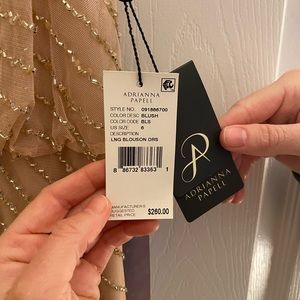 ADRIANNA
PAPELL
STYLE NO. 091866700
COLOR DESC BLUSH
COLOR CODE BLS
US SIZE 6
DESCRIPTION
LNG BLOUSON DRS
8 86732 83363 1
MANUFACTURER'S
SUGGESTED
RETAIL PRICE $260.00
ADRIANNA
PAPELL